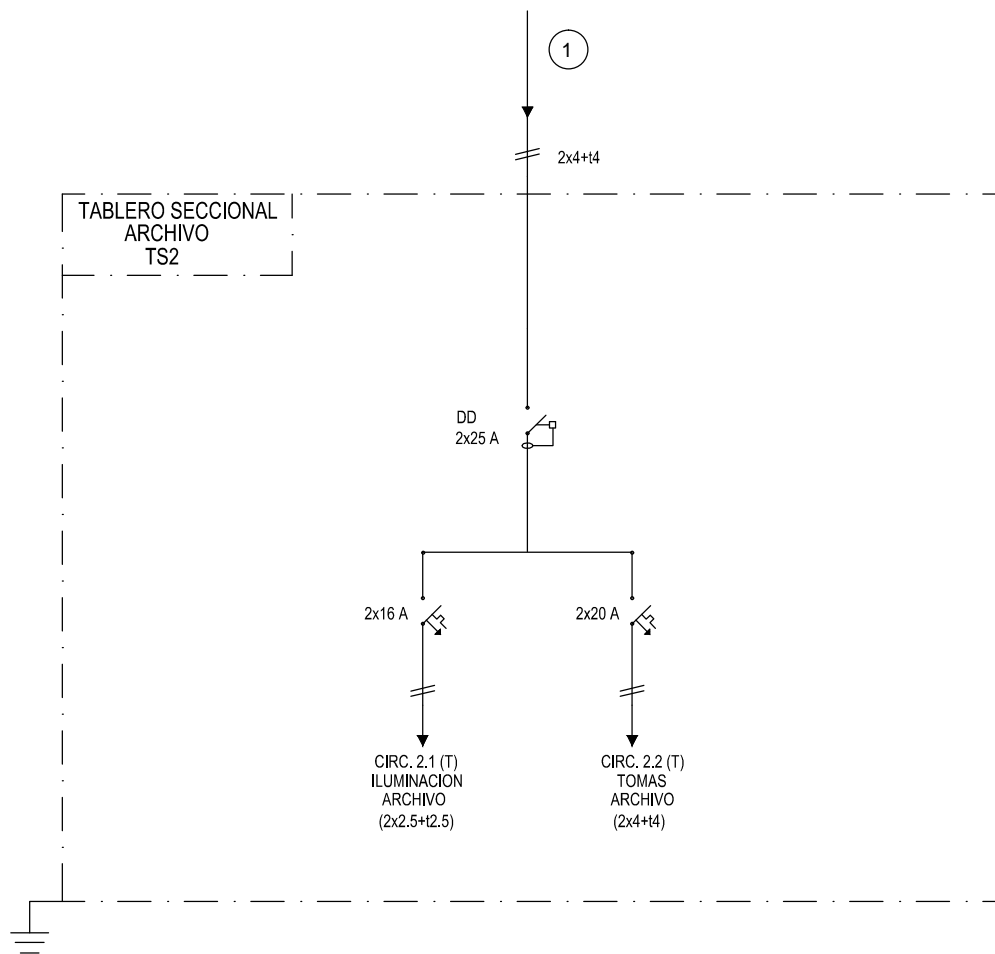 1
2x4+t4
TABLERO SECCIONAL
ARCHIVO
TS2
DD
2x25 A
2x16 A
2x20 A
CIRC. 2.1 (T)
ILUMINACION
ARCHIVO
(2x2.5+t2.5)
CIRC. 2.2 (T)
TOMAS
ARCHIVO
(2x4+t4)